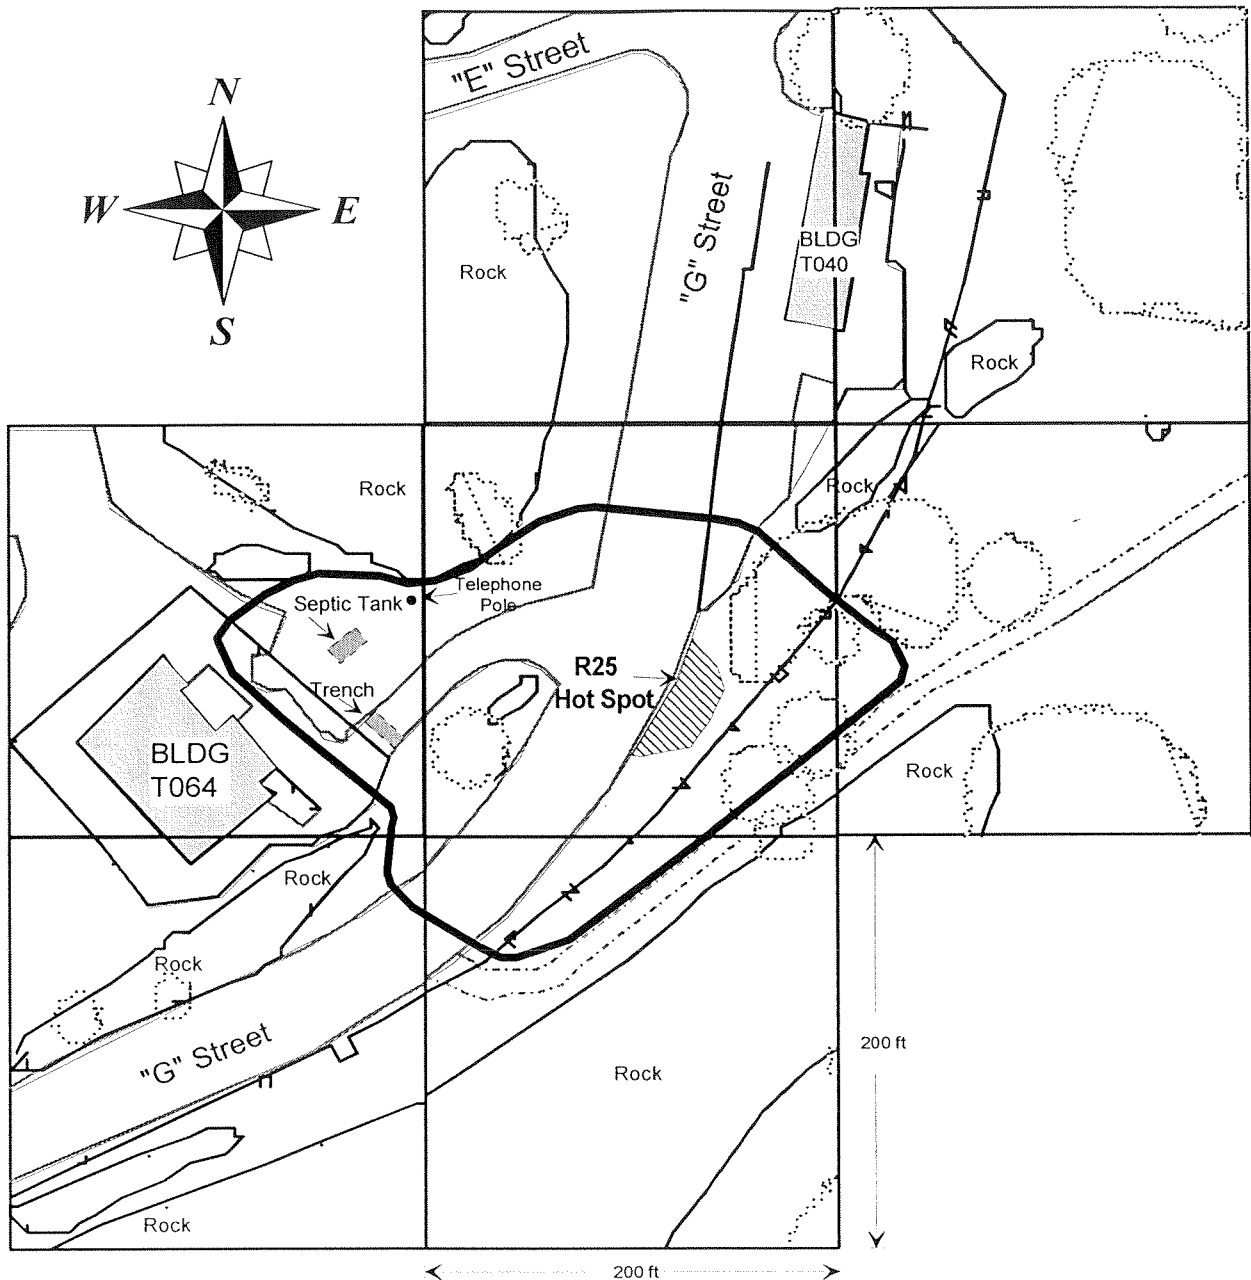 "E" Street
N
W
E
S
"G" Street
BLDG
T040
Rock
Rock
Rock
Rock
Telephone
Pole
Septic Tank
R25
Hot Spot
Trench
BLDG
T064
Rock
Rock
Rock
"G" Street
200 ft
Rock
Rock
200 ft